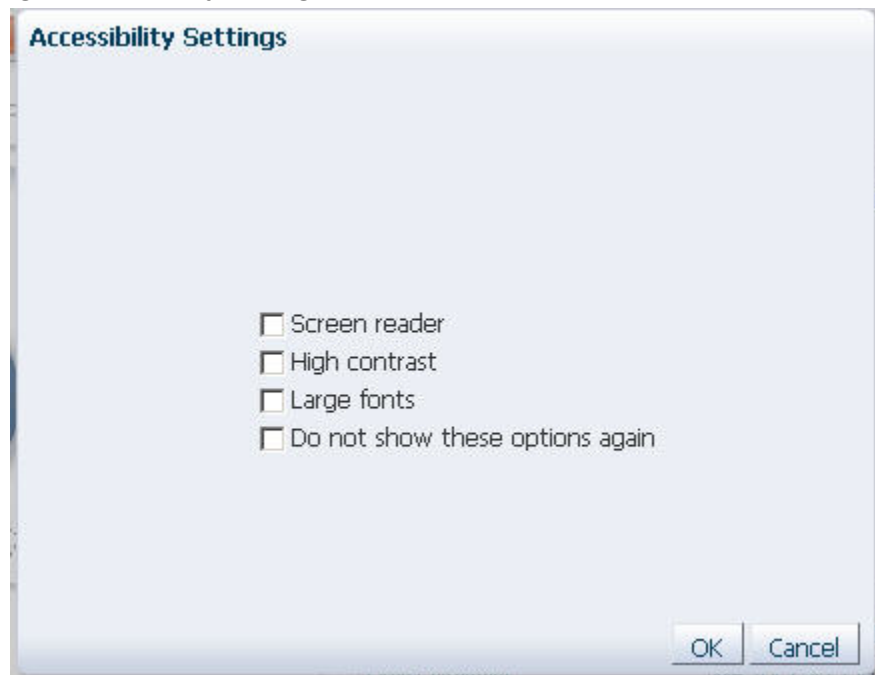 Accessibility Settings
Screen reader
High contrast
Large fonts
Do not show these options again
OK Cancel